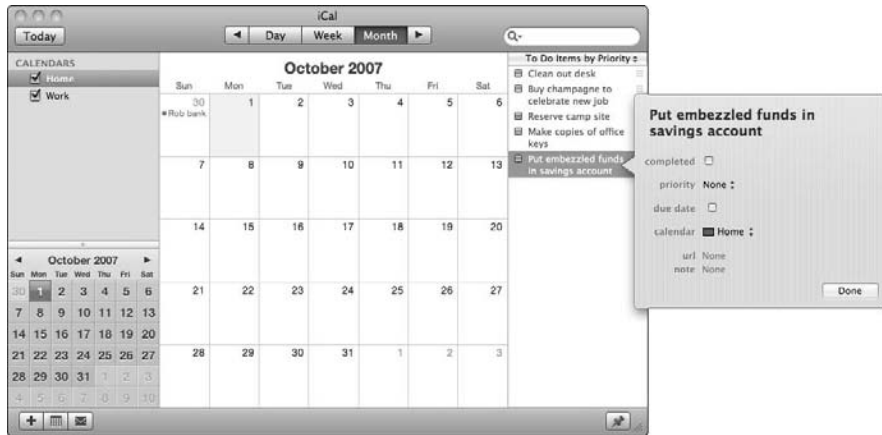 iCal
Today
Day Week Month
CALENDARS
Home
Work
October 2007
Sun Mon Tue Wed Thu Fri Sat
30 1 2 3 4 5 6
Rob bank
7 8 9 10 11 12 13
14 15 16 17 18 19 20
21 22 23 24 25 26 27
28 29 30 31 1 2 3
To Do Items by Priority
Clean out desk
Buy champagne to
celebrate new job
Reserve camp site
Make copies of office
keys
Put embezzled funds
in savings account
Put embezzled funds in
savings account
completed
priority None
due date
calendar Home
url None
note None
Done
October 2007
Sun Mon Tue Wed Thu Fri Sat
30 1 2 3 4 5 6
7 8 9 10 11 12 13
14 15 16 17 18 19 20
21 22 23 24 25 26 27
28 29 30 31 1 2 3
4 5 6 7 8 9 10